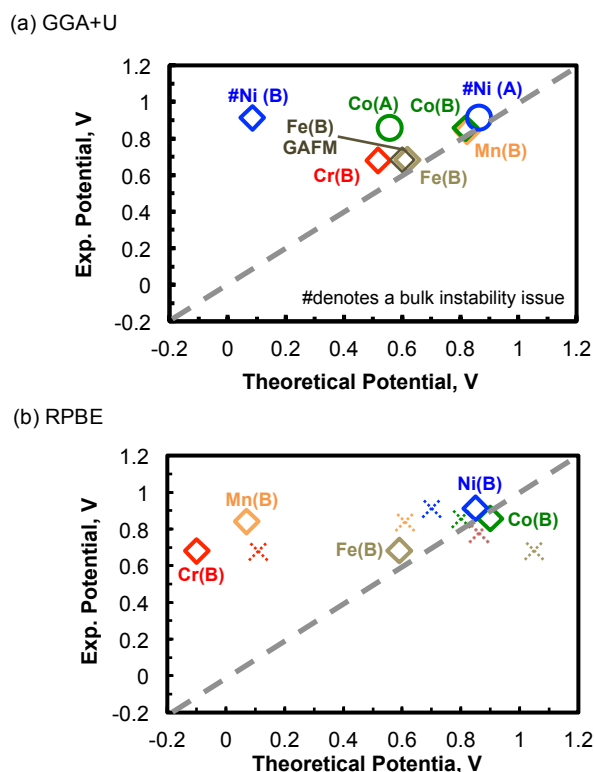 (a) GGA+U
Exp. Potential, V
1.2
1
0.8
0.6
0.4
0.2
0
-0.2
#Ni (B)
Co(A)
Co(B)
#Ni (A)
Fe(B)
GAFM
Mn(B)
Cr(B)
Fe(B)
#denotes a bulk instability issue
-0.2 0 0.2 0.4 0.6 0.8 1 1.2
Theoretical Potential, V
(b) RPBE
Exp. Potential, V
1.2
1
0.8
0.6
0.4
0.2
0
-0.2
Mn(B)
Ni(B)
Co(B)
Fe(B)
Cr(B)
-0.2 0 0.2 0.4 0.6 0.8 1 1.2
Theoretical Potential, V